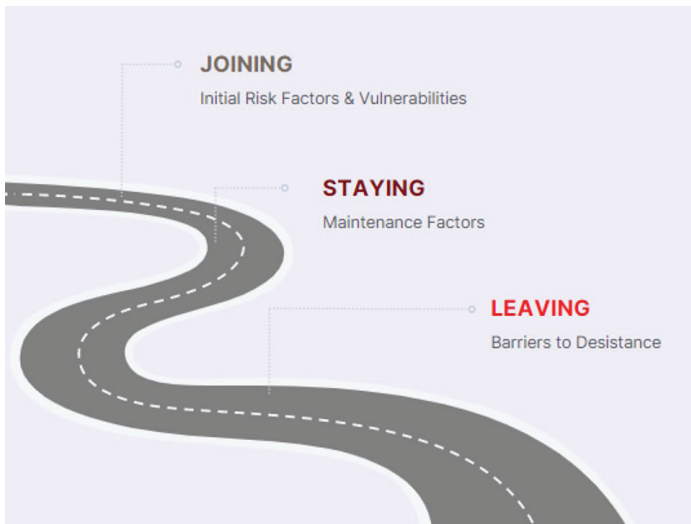 JOINING
Initial Risk Factors & Vulnerabilities
STAYING
Maintenance Factors
LEAVING
Barriers to Desistance